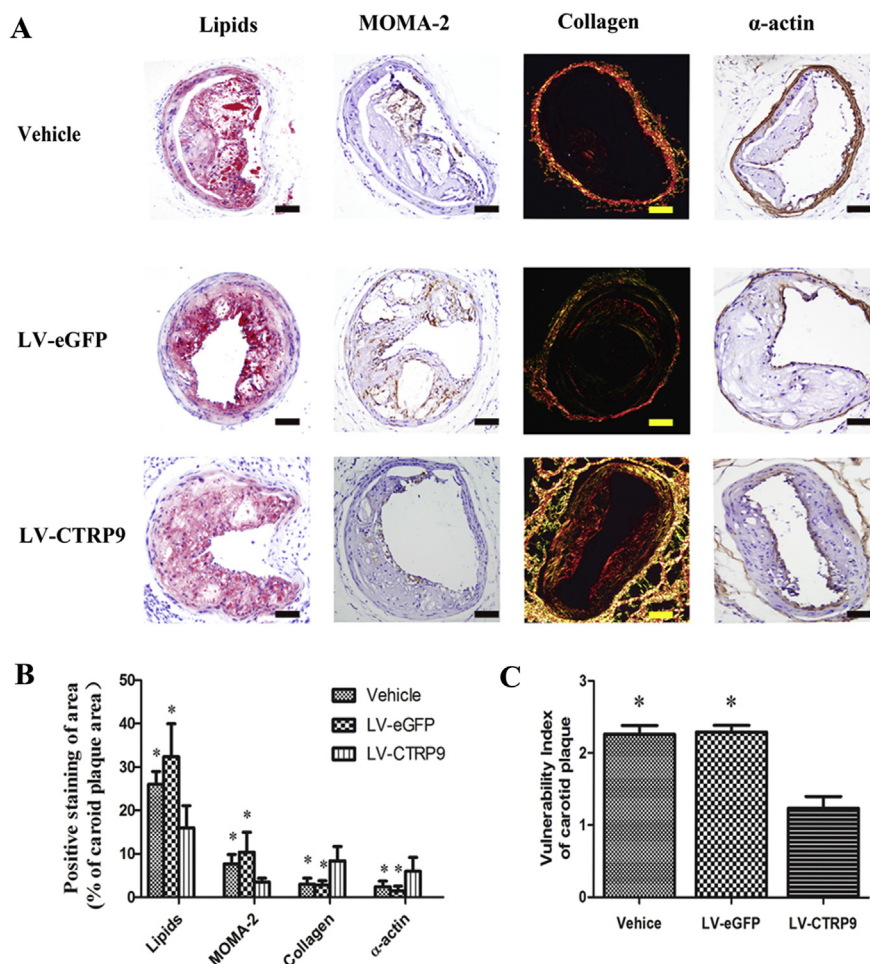 A
Lipids
MOMA-2
Collagen
α-actin
Vehicle
LV-eGFP
LV-CTRP9
B
Positive staining of area
(% of caroid plaque area)
50
40
30
20
10
0
* * * * * * * *
Vehicle
LV-eGFP
LV-CTRP9
Lipids
MOMA-2
Collagen
α-actin
C
Vulnerability Index
of carotid plaque
3
2
1
0
* *
Vehice
LV-eGFP
LV-CTRP9